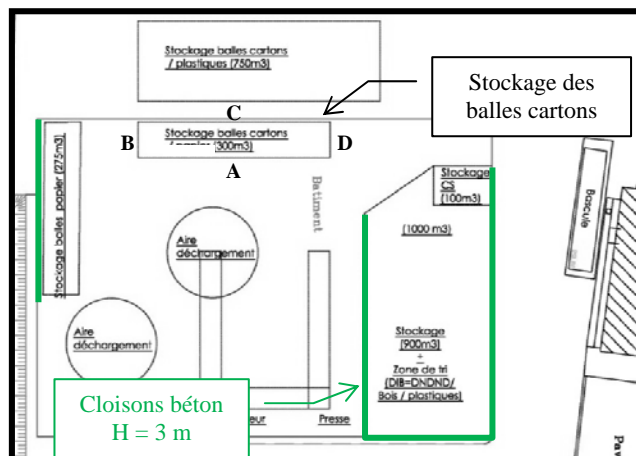 Stockage balles cartons
/ plastiques (750m3)
Stockage des
balles cartons
C
B
Stockage balles cartons
(300m3)
D
A
Stockage balles papier (275m3)
Batiment
Stockage
CS
(100m3)
Bascule
(1000 m3)
Aire
déchargement
Aire
déchargement
Stockage
(900m3)
+
Zone de tri
(DIB=DNDND/
Bois / plastiques)
Cloisons béton
H = 3 m
eur
Presse
Pav